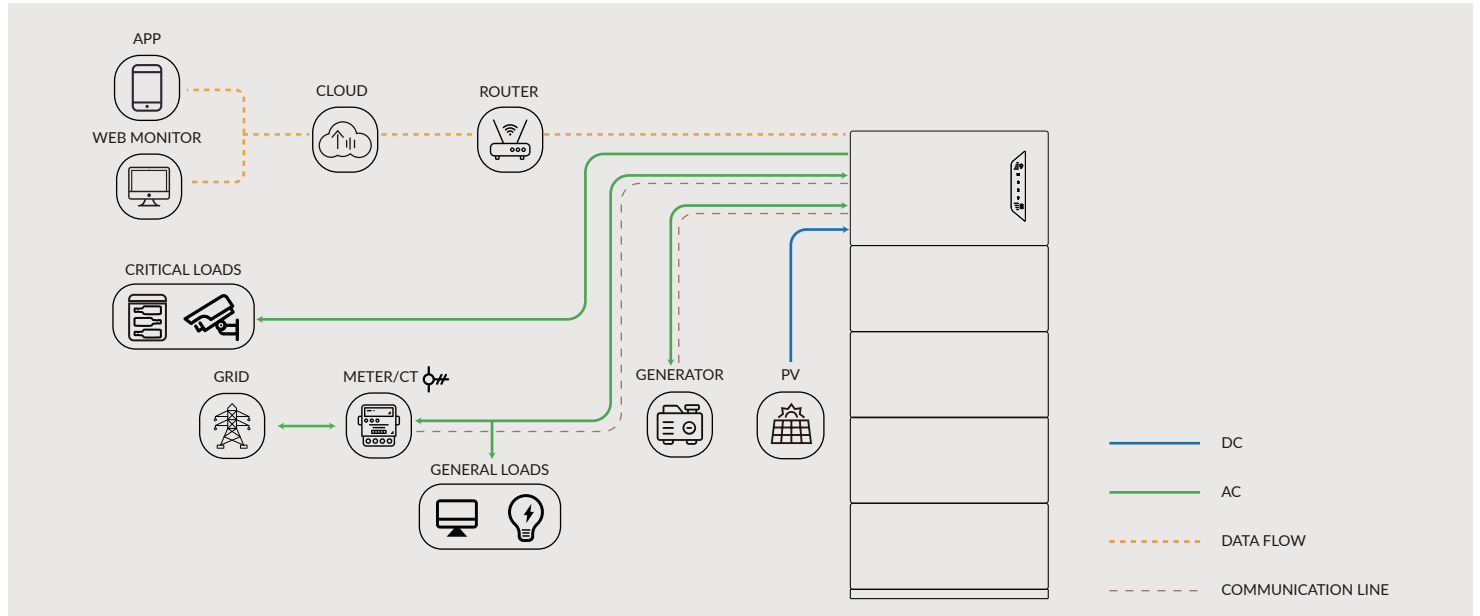 APP
CLOUD
ROUTER
WEB MONITOR
CRITICAL LOADS
GRID
METER/CT
GENERATOR
PV
GENERAL LOADS
DC
AC
DATA FLOW
COMMUNICATION LINE